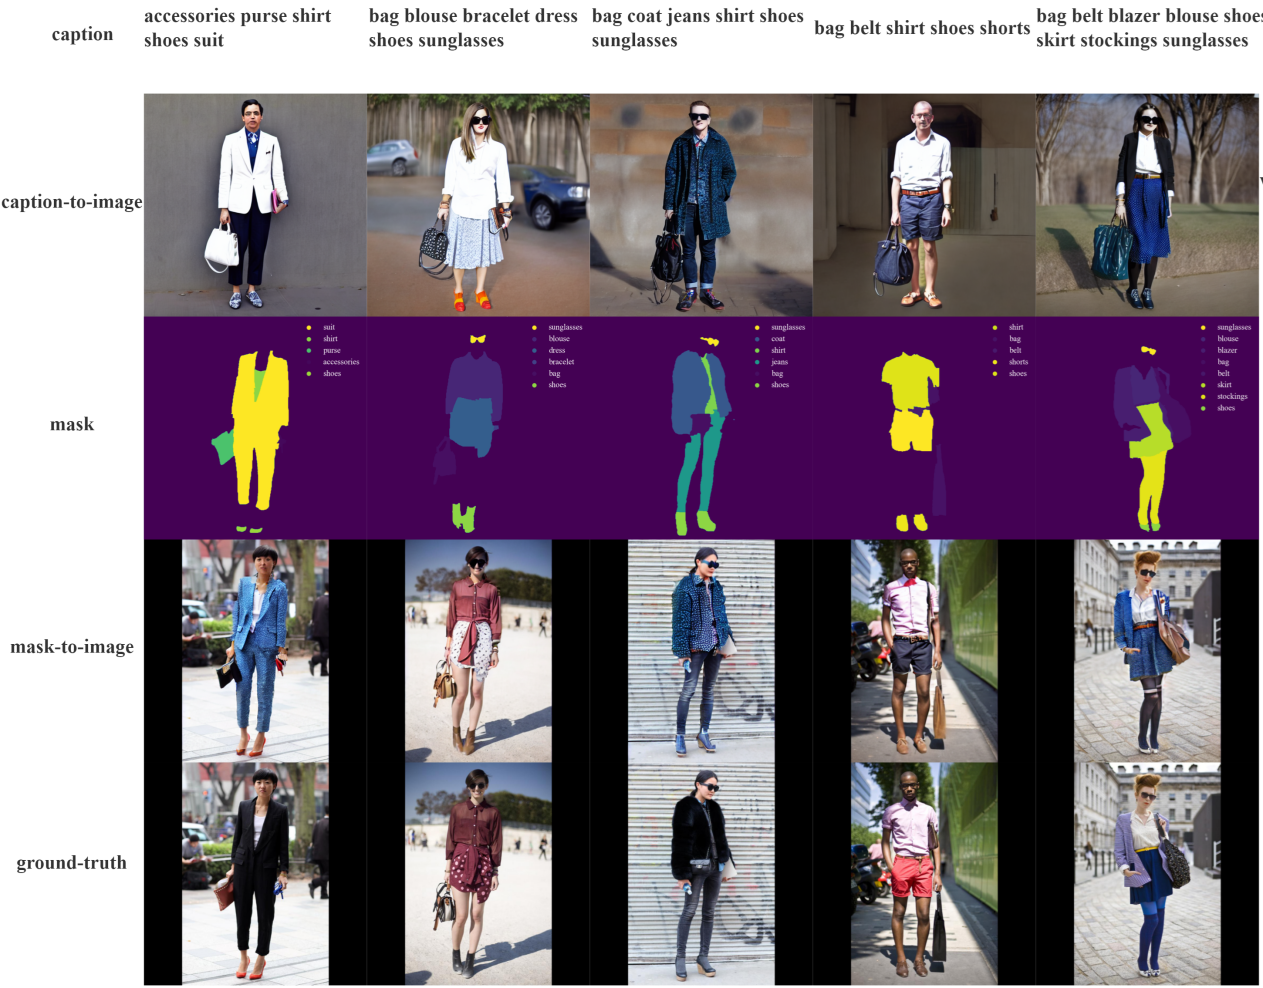 caption
accessories purse shirt
shoes suit
bag blouse bracelet dress
shoes sunglasses
bag coat jeans shirt shoes
sunglasses
bag belt shirt shoes shorts
bag belt blazer blouse shoes
skirt stockings sunglasses
caption-to-image
mask
suit
shirt
purse
accessories
shoes
sunglasses
blouse
dress
bracelet
bag
shoes
sunglasses
coat
shirt
jeans
bag
shoes
shirt
bag
belt
shorts
shoes
sunglasses
blouse
blazer
bag
belt
skirt
stockings
shoes
mask-to-image
ground-truth